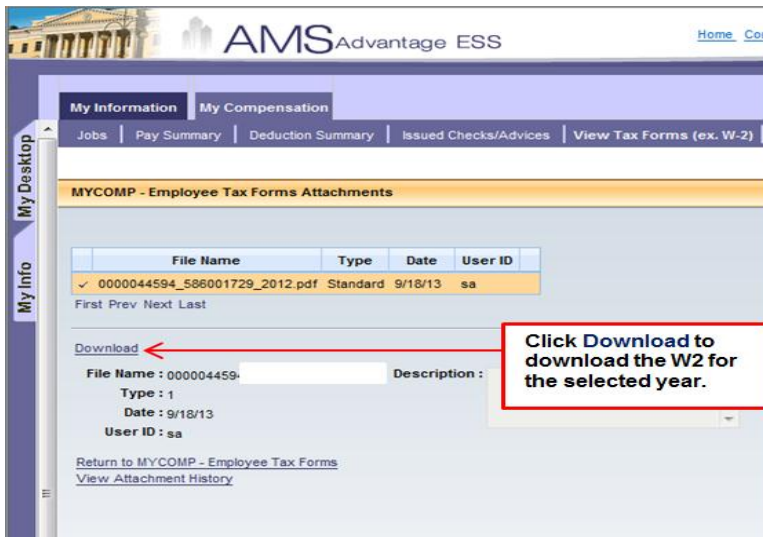 AMS Advantage ESS
Home Co
My Information My Compensation
Jobs | Pay Summary | Deduction Summary | Issued Checks/Advices | View Tax Forms (ex. W-2) |
My Desktop
My Info
MYCOMP - Employee Tax Forms Attachments
File Name Type Date User ID
✓ 0000044594_586001729_2012.pdf Standard 9/18/13 sa
First Prev Next Last
Download
Click Download to
download the W2 for
the selected year.
File Name : 0000044594 Description :
Type : 1
Date : 9/18/13
User ID : sa
Return to MYCOMP - Employee Tax Forms
View Attachment History